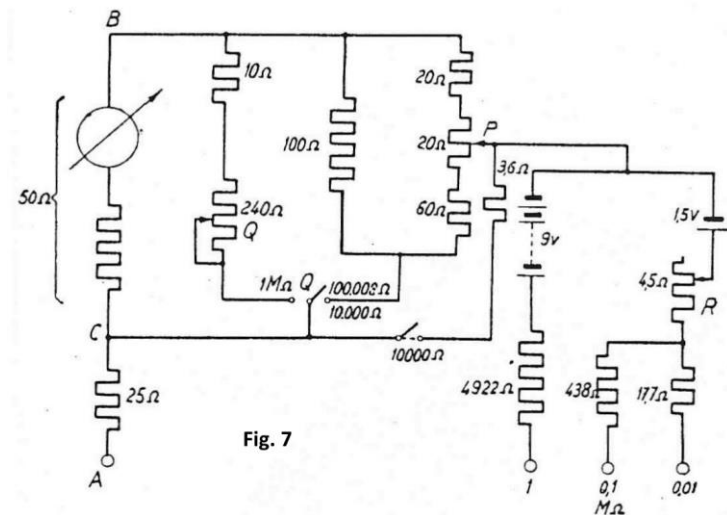 B
10Ω
20Ω
50Ω
100Ω
20Ω
P
3,6Ω
240Ω
Q
60Ω
9v
1,5v
1MΩ
Q
100.000Ω
10.000Ω
4,5Ω
R
C
10000Ω
25Ω
4922Ω
438Ω
17,7Ω
Fig. 7
A
1
0,1
0,01
MΩ